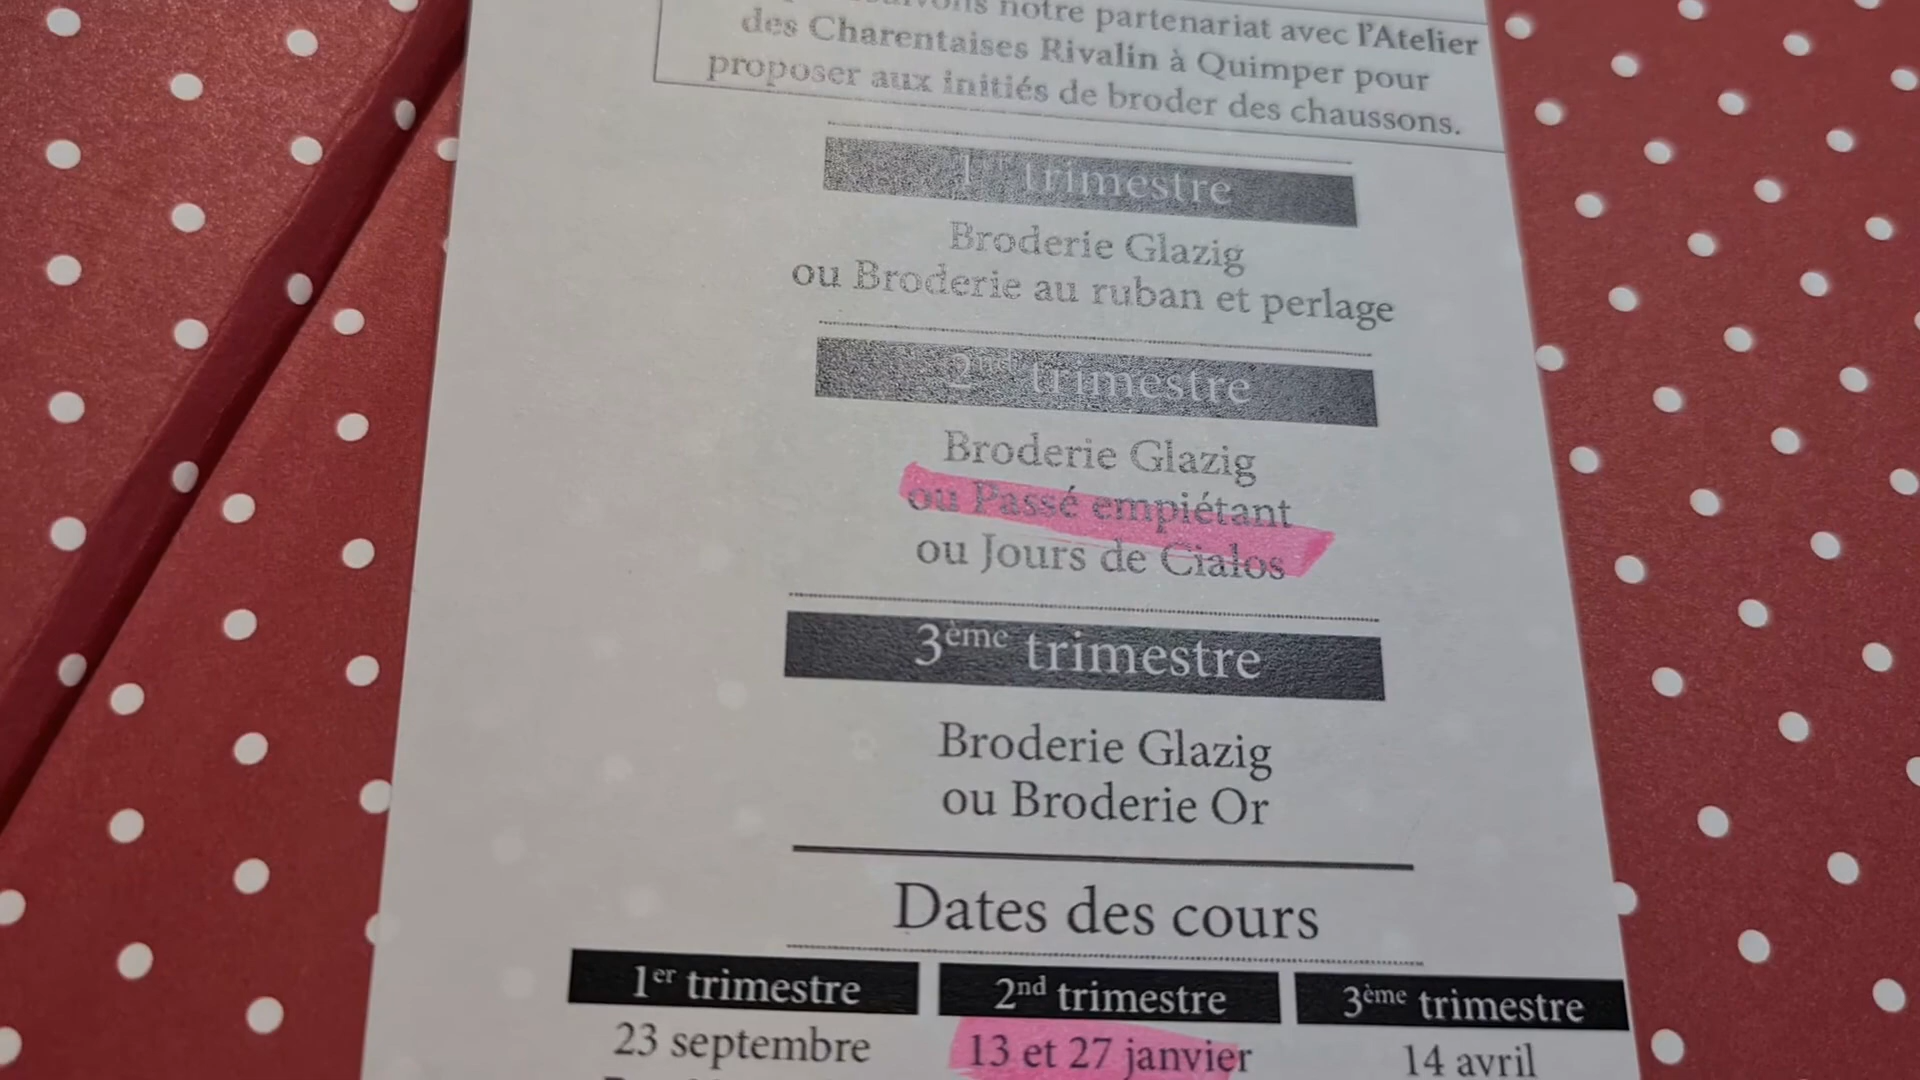 notre partenariat avec l'Atelier
des Charentaises Rivalin à Quimper pour
proposer aux initiés de broder des chaussons.
1er trimestre
Broderie Glazig
ou Broderie au ruban et perlage
2nd trimestre
Broderie Glazig
ou Passé empiétant
ou Jours de Cialos
3ème trimestre
Broderie Glazig
ou Broderie Or
Dates des cours
1er trimestre 2nd trimestre 3ème trimestre
23 septembre 13 et 27 janvier 14 avril